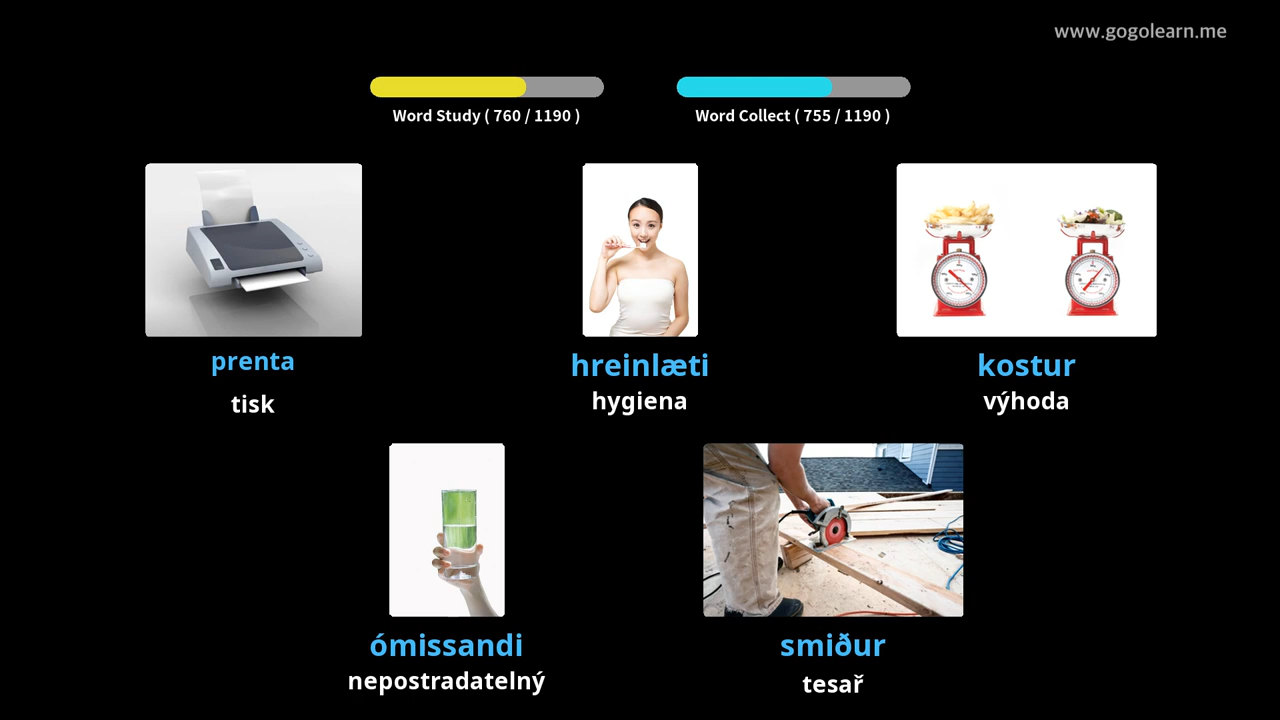 www.gogolearn.me
Word Study ( 760 / 1190 )
Word Collect ( 755 / 1190 )
prenta
tisk
hreinlæti
hygiena
kostur
výhoda
ómissandi
nepostradatelný
smiður
tesař